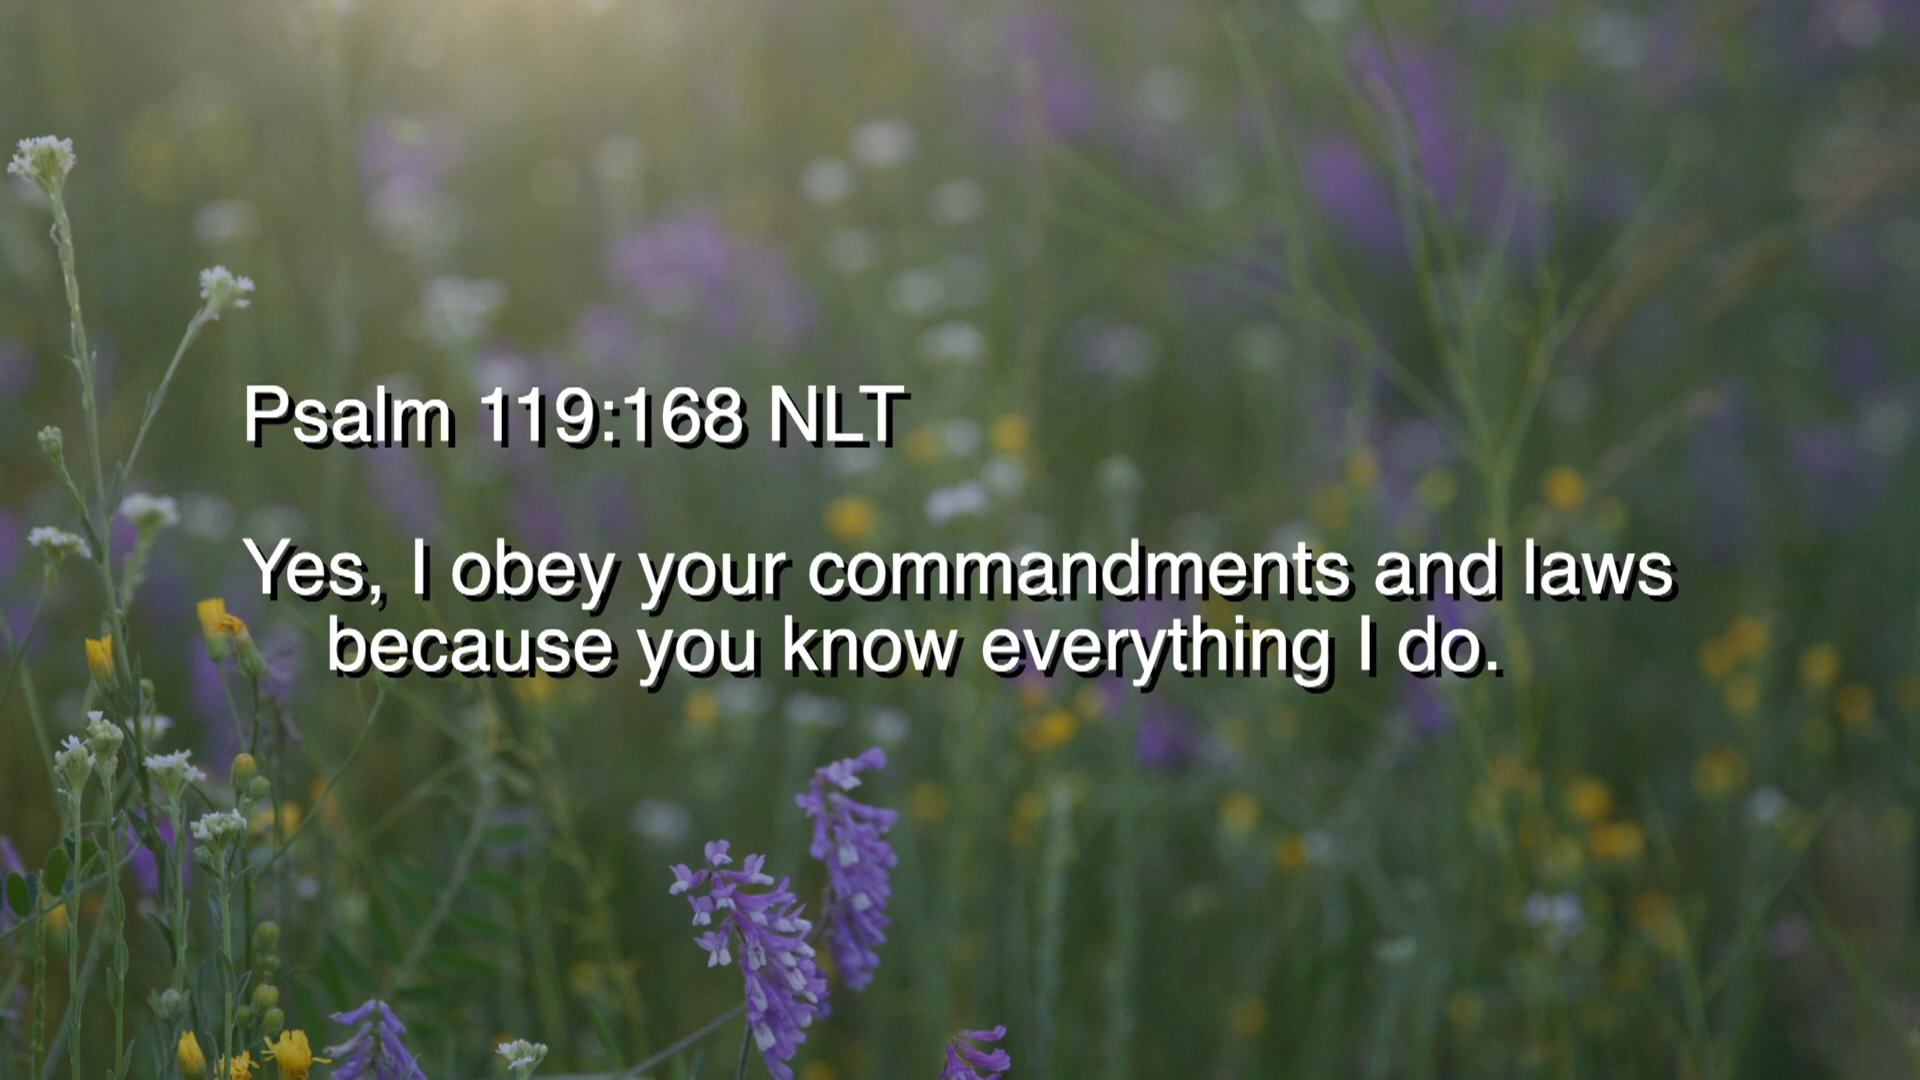 Psalm 119:168 NLT
Yes, I obey your commandments and laws
because you know everything I do.